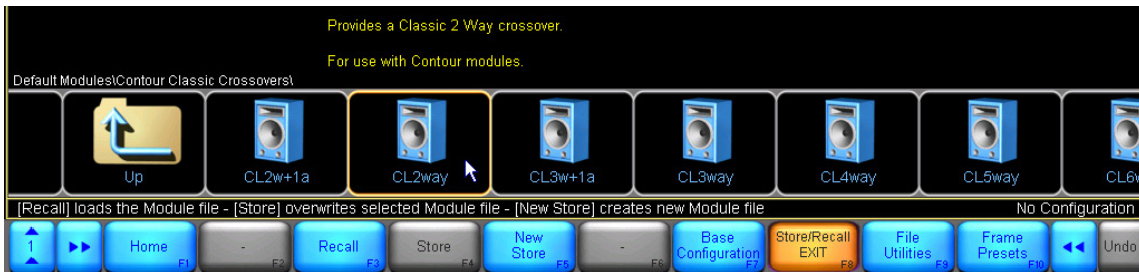 Provides a Classic 2 Way crossover.
For use with Contour modules.
Default Modules\Contour Classic Crossovers\
Up CL2w+1a CL2way CL3w+1a CL3way CL4way CL5way CL6w
[Recall] loads the Module file - [Store] overwrites selected Module file - [New Store] creates new Module file No Configuration
1 Home F1 - F2 Recall F3 Store F4 New Store F5 - F6 Base Configuration F7 Store/Recall EXIT F8 File Utilities F9 Frame Presets F10 Undo